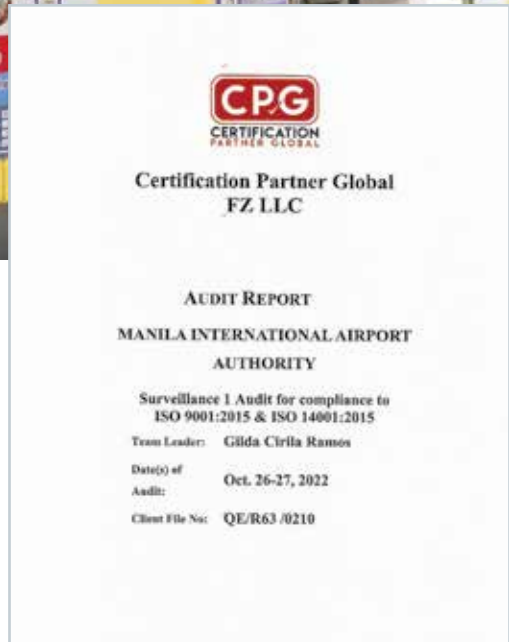 CPG
CERTIFICATION
PARTNER GLOBAL
Certification Partner Global
FZ LLC
AUDIT REPORT
MANILA INTERNATIONAL AIRPORT
AUTHORITY
Surveillance 1 Audit for compliance to
ISO 9001:2015 & ISO 14001:2015
Team Leader: Gilda Cirila Ramos
Date(s) of
Audit: Oct. 26-27, 2022
Client File No: QE/R63 /0210